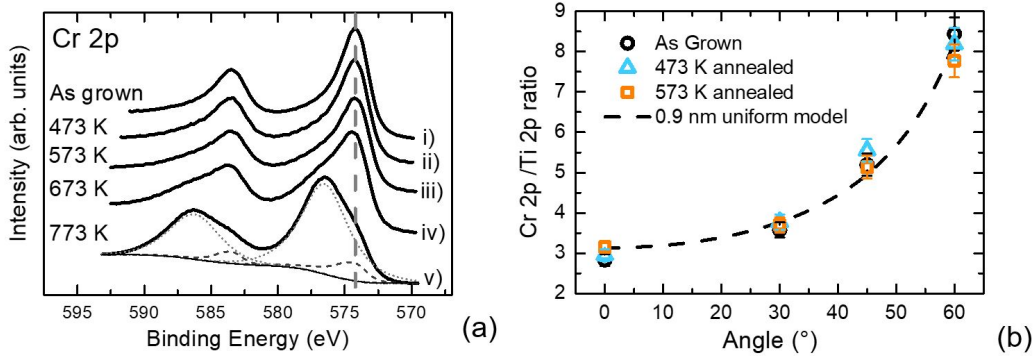 Cr 2p
As grown
473 K
573 K
673 K
773 K
i)
ii)
iii)
iv)
v)
Intensity (arb. units)
595 590 585 580 575 570
Binding Energy (eV)
(a)
As Grown
473 K annealed
573 K annealed
0.9 nm uniform model
Cr 2p /Ti 2p ratio
9
8
7
6
5
4
3
2
0 10 20 30 40 50 60
Angle (°)
(b)